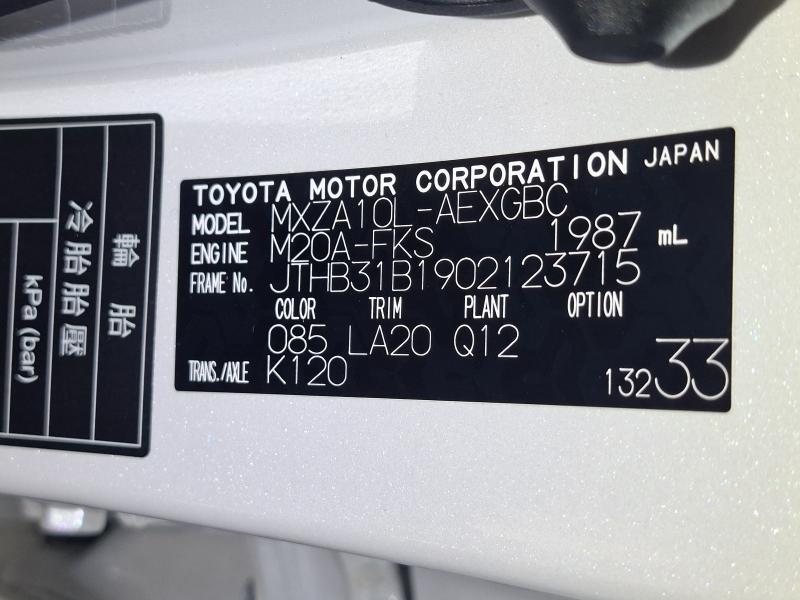 TOYOTA MOTOR CORPORATION JAPAN
MODEL MXZA10L-AEXGBC
ENGINE M20A-FKS 1987 mL
FRAME No. JTHB31B1902123715
COLOR TRIM PLANT OPTION
085 LA20 Q12
TRANS./AXLE K120
13233
輪胎
冷胎胎壓
kPa (bar)